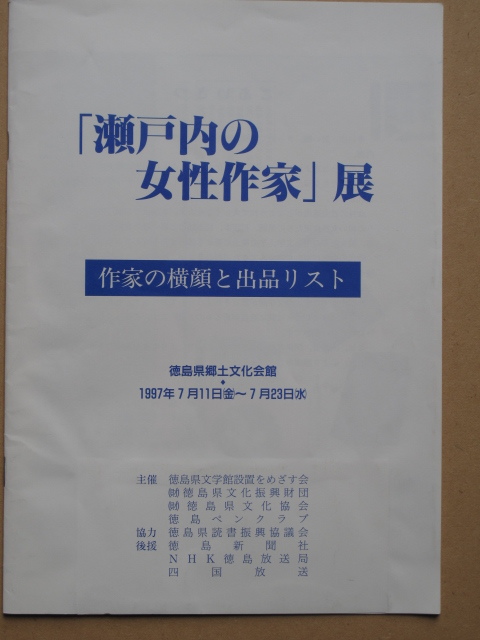 「瀬戸内の
女性作家」展
作家の横顔と出品リスト
徳島県郷土文化会館
◆
1997年7月11日㈮～7月23日㈬
主催 徳島県文学館設置をめざす会
㈶徳島県文化振興財団
㈶徳島県文化協会
徳島ペンクラブ
協力 徳島県読書振興協議会
後援 徳島新聞社
NHK徳島放送局
四国放送